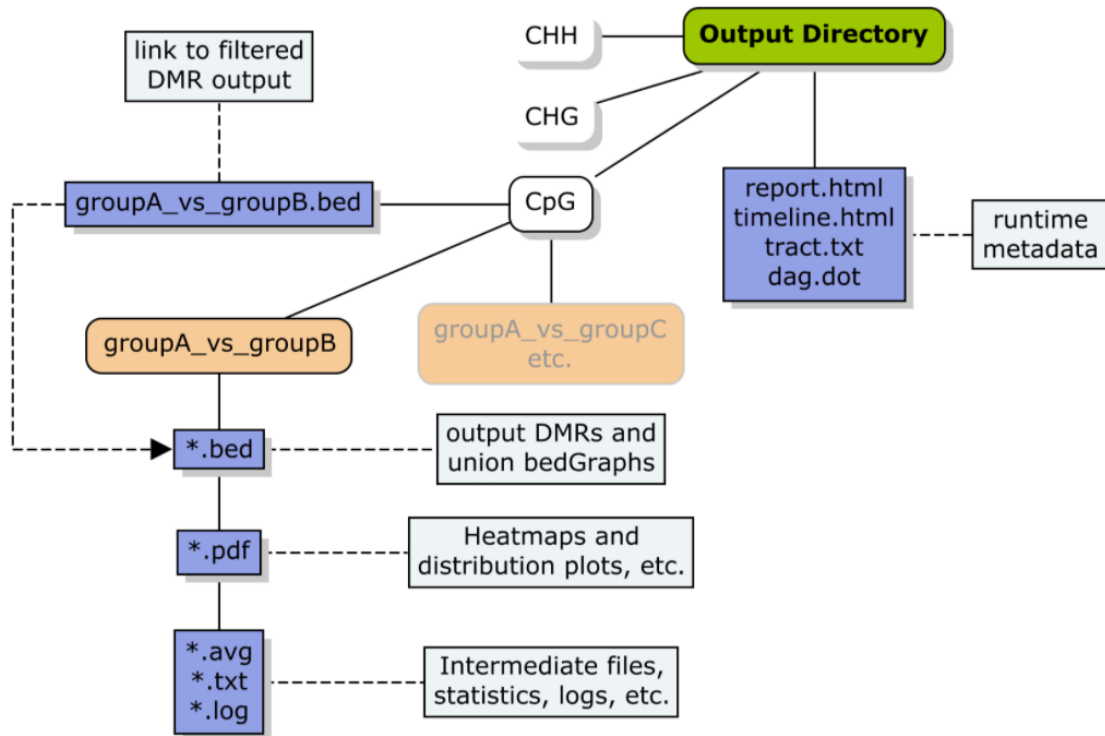 link to filtered
DMR output
CHH
Output Directory
CHG
groupA_vs_groupB.bed
CpG
report.html
timeline.html
tract.txt
dag.dot
runtime
metadata
groupA_vs_groupB
groupA_vs_groupC
etc.
*.bed
output DMRs and
union bedGraphs
*.pdf
Heatmaps and
distribution plots, etc.
*.avg
*.txt
*.log
Intermediate files,
statistics, logs, etc.